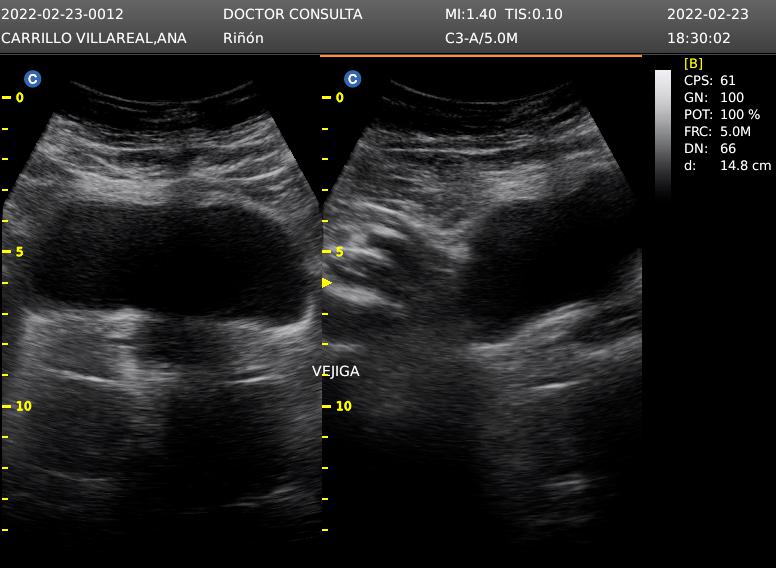 2022-02-23-0012 DOCTOR CONSULTA MI:1.40 TIS:0.10 2022-02-23
CARRILLO VILLAREAL,ANA Riñón C3-A/5.0M 18:30:02
[B]
CPS: 61
GN: 100
POT: 100 %
FRC: 5.0M
DN: 66
d: 14.8 cm
C C
0 0
5 5
VEJIGA
10 10